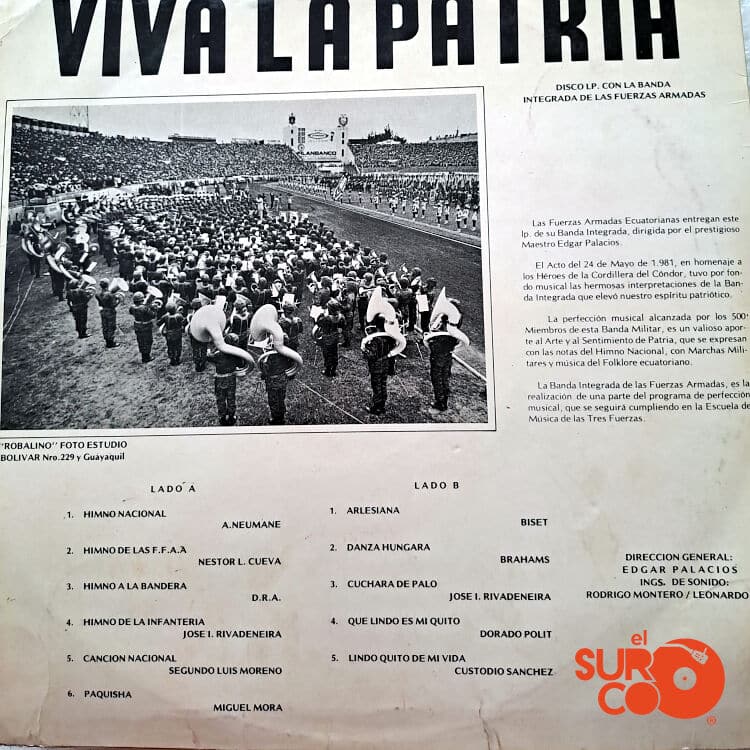 VIVA LA PATRIA
DISCO LP. CON LA BANDA
INTEGRADA DE LAS FUERZAS ARMADAS
FILANBANCO
Las Fuerzas Armadas Ecuatorianas entregan este
lp. de su Banda Integrada, dirigida por el prestigioso
Maestro Edgar Palacios.
El Acto del 24 de Mayo de 1.981, en homenaje a
los Héroes de la Cordillera del Cóndor, tuvo por fon-
do musical las hermosas interpretaciones de la Ban-
da Integrada que elevó nuestro espíritu patriótico.
La perfección musical alcanzada por los 500
Miembros de esta Banda Militar, es un valioso apor-
te al Arte y al Sentimiento de Patria, que se expresan
con las notas del Himno Nacional, con Marchas Mili-
tares y música del Folklore ecuatoriano.
La Banda Integrada de las Fuerzas Armadas, es la
realización de una parte del programa de perfección
musical, que se seguirá cumpliendo en la Escuela de
Música de las Tres Fuerzas.
"ROBALINO" FOTO ESTUDIO
BOLIVAR Nro.229 y Guayaquil
LADO A
1. HIMNO NACIONAL
A.NEUMANE
2. HIMNO DE LAS F.F.A.A
NESTOR L. CUEVA
3. HIMNO A LA BANDERA
D.R.A.
4. HIMNO DE LA INFANTERIA
JOSE I. RIVADENEIRA
5. CANCION NACIONAL
SEGUNDO LUIS MORENO
6. PAQUISHA
MIGUEL MORA
LADO B
1. ARLESIANA
BISET
2. DANZA HUNGARA
BRAHAMS
3. CUCHARA DE PALO
JOSE I. RIVADENEIRA
4. QUE LINDO ES MI QUITO
DORADO POLIT
5. LINDO QUITO DE MI VIDA
CUSTODIO SANCHEZ
DIRECCION GENERAL:
EDGAR PALACIOS
INGS. DE SONIDO:
RODRIGO MONTERO / LEONARDO
el
SUR
CO
®